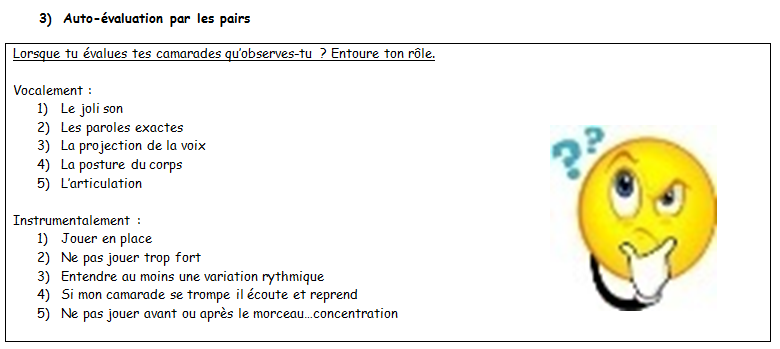 3) Auto-évaluation par les pairs
Lorsque tu évalues tes camarades qu'observes-tu ? Entoure ton rôle.
Vocalement :
1) Le joli son
2) Les paroles exactes
3) La projection de la voix
4) La posture du corps
5) L'articulation
Instrumentalement :
1) Jouer en place
2) Ne pas jouer trop fort
3) Entendre au moins une variation rythmique
4) Si mon camarade se trompe il écoute et reprend
5) Ne pas jouer avant ou après le morceau…concentration